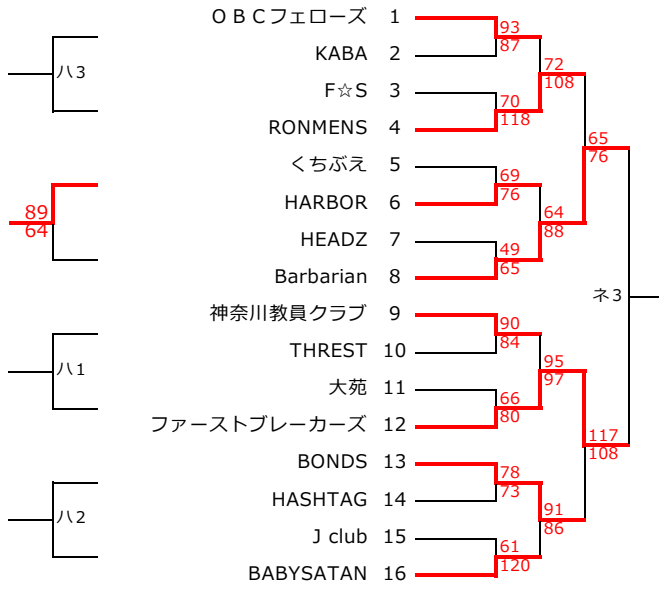 OBCフェローズ 1
93
87
KABA 2
ハ3
72
108
F☆S 3
70
118
RONMENS 4
65
76
くちぶえ 5
69
76
HARBOR 6
89
64
64
88
HEADZ 7
49
65
Barbarian 8
ネ3
神奈川教員クラブ 9
90
84
THREST 10
ハ1
95
97
大苑 11
66
80
ファーストブレーカーズ 12
117
108
BONDS 13
78
73
HASHTAG 14
ハ2
91
86
J club 15
61
120
BABYSATAN 16